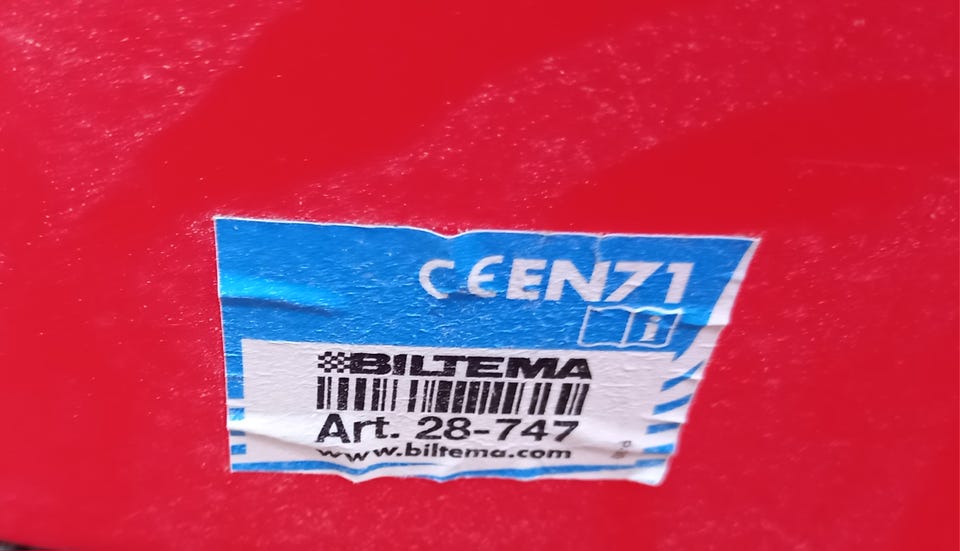 CE EN71
BILTEMA
Art. 28-747
www.biltema.com